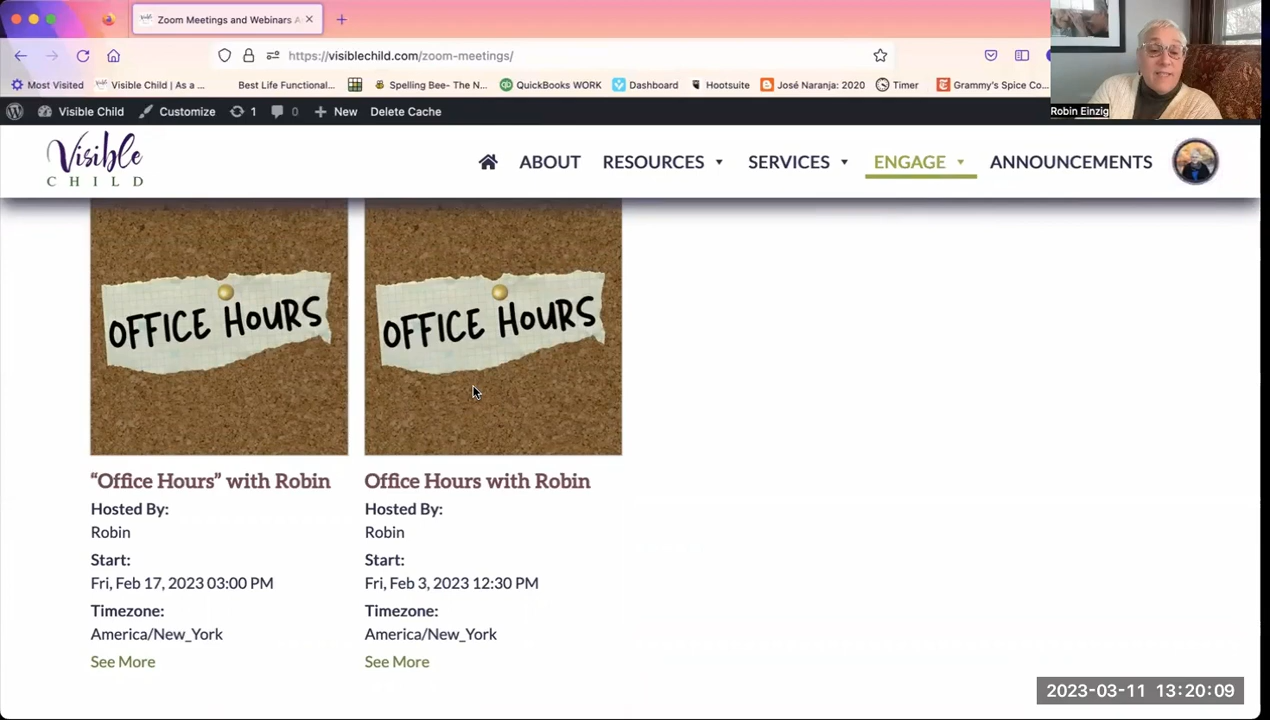 Zoom Meetings and Webinars A
https://visiblechild.com/zoom-meetings/
Most Visited
Visible Child | As a ...
Best Life Functional...
Spelling Bee- The N...
QuickBooks WORK
Dashboard
Hootsuite
José Naranja: 2020
Timer
Grammy's Spice Co...
Robin Einzig
Visible Child
Customize
1
0
New
Delete Cache
Visible
CHILD
ABOUT
RESOURCES
SERVICES
ENGAGE
ANNOUNCEMENTS
OFFICE HOURS
OFFICE HOURS
“Office Hours” with Robin
Hosted By:
Robin
Start:
Fri, Feb 17, 2023 03:00 PM
Timezone:
America/New_York
See More
Office Hours with Robin
Hosted By:
Robin
Start:
Fri, Feb 3, 2023 12:30 PM
Timezone:
America/New_York
See More
2023-03-11 13:20:09